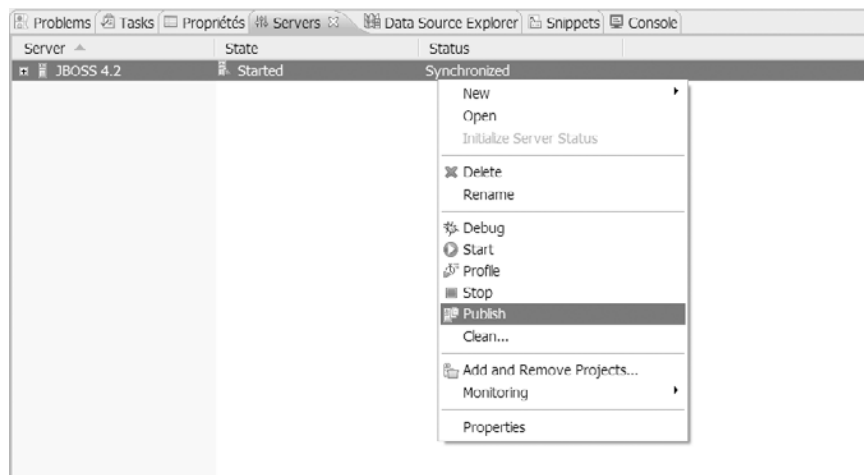 Problems Tasks Propriétés Servers Data Source Explorer Snippets Console
Server State Status
JBOSS 4.2 Started Synchronized
New
Open
Initialize Server Status
Delete
Rename
Debug
Start
Profile
Stop
Publish
Clean...
Add and Remove Projects...
Monitoring
Properties